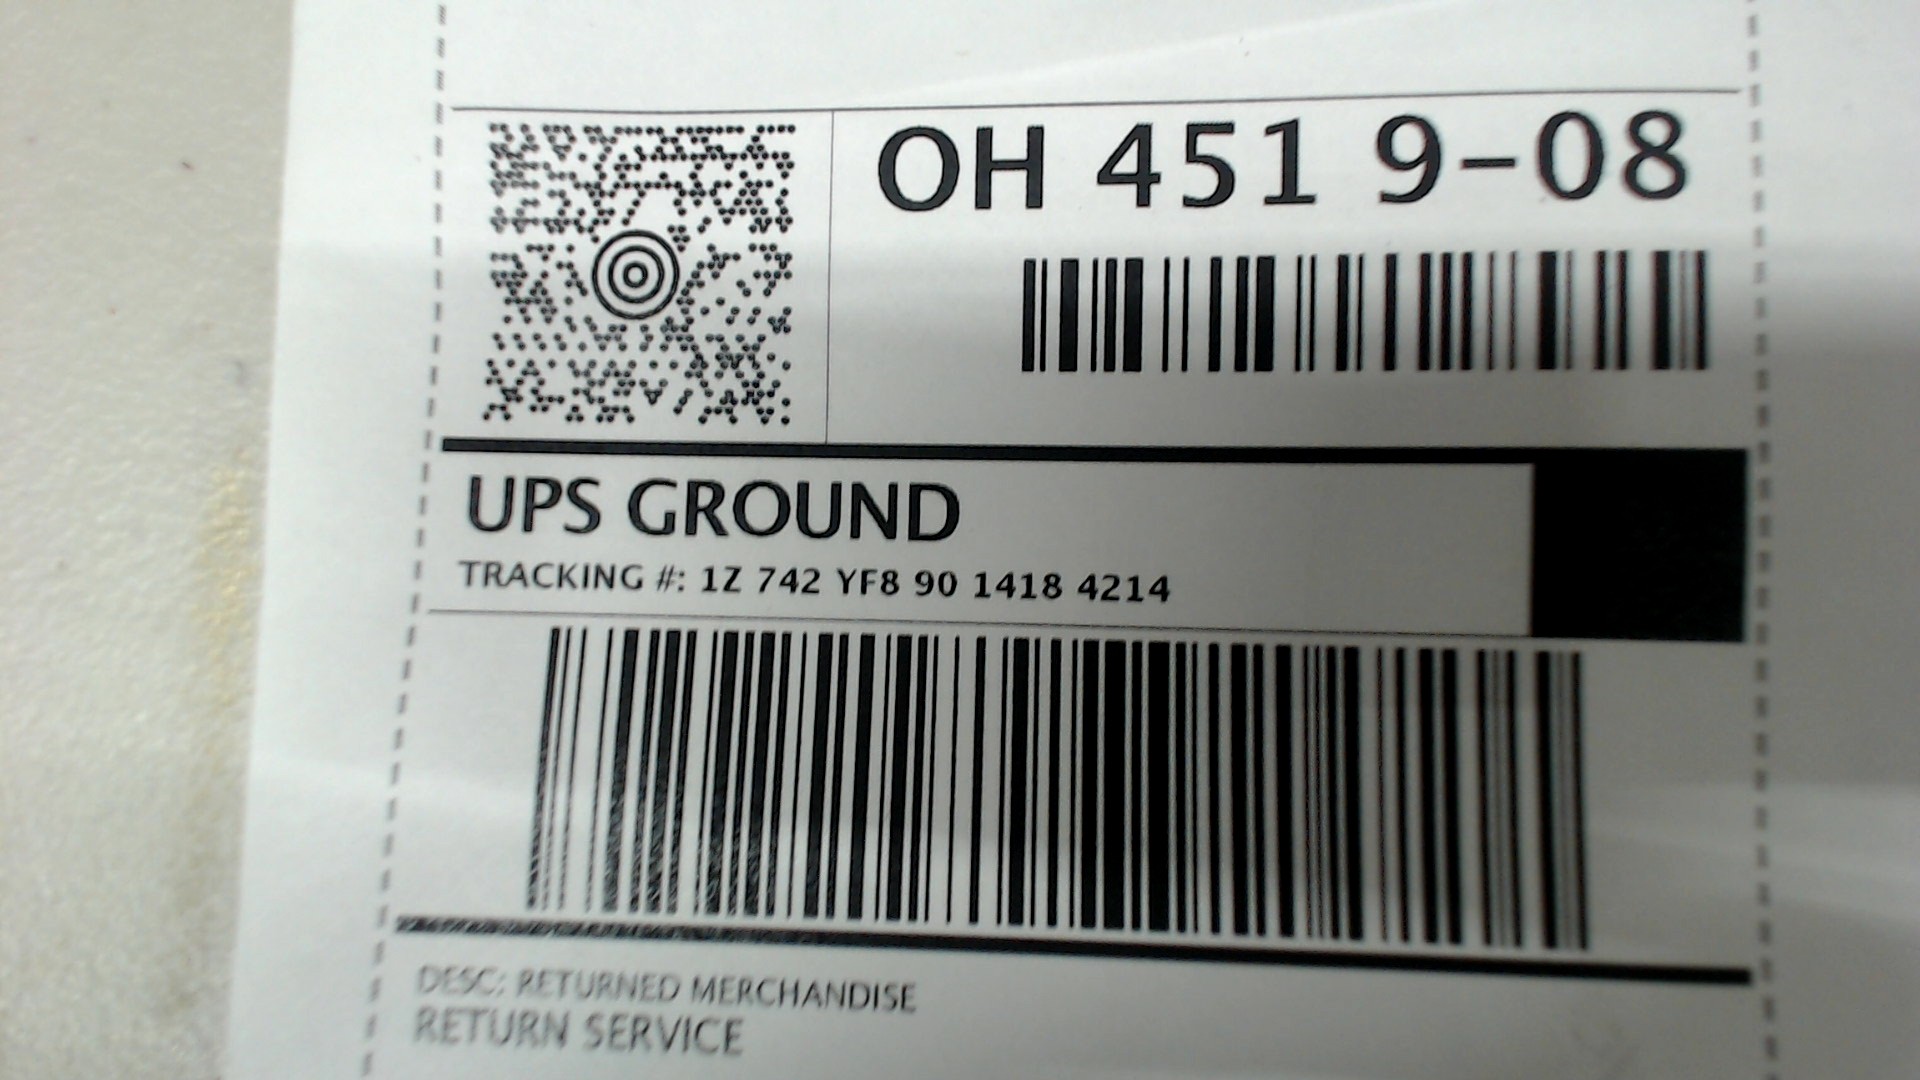 OH 451 9-08
UPS GROUND
TRACKING #: 1Z 742 YF8 90 1418 4214
DESC: RETURNED MERCHANDISE
RETURN SERVICE